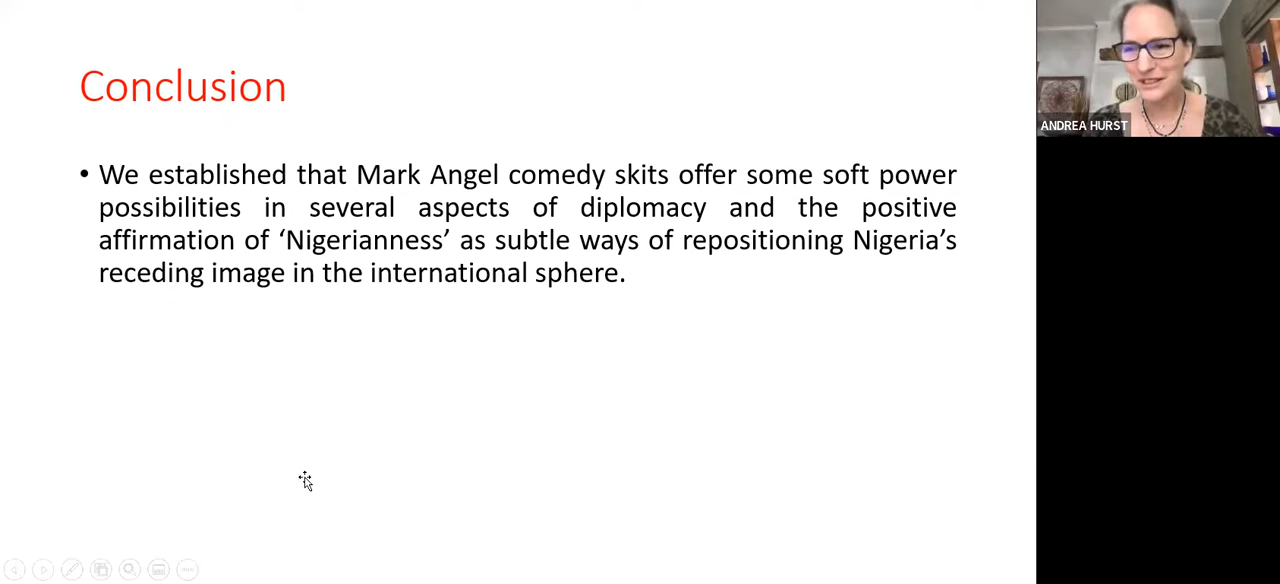 Conclusion
• We established that Mark Angel comedy skits offer some soft power
possibilities in several aspects of diplomacy and the positive
affirmation of ‘Nigerianness’ as subtle ways of repositioning Nigeria’s
receding image in the international sphere.
ANDREA HURST